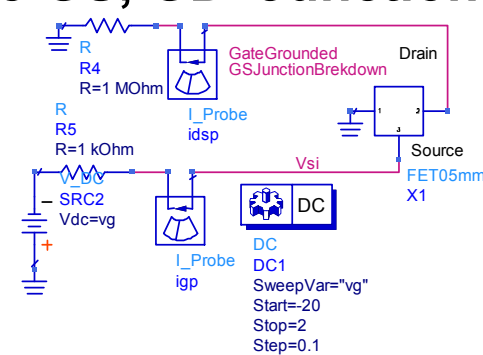 R
R4
R=1 MOhm
I_Probe
idsp
GateGrounded
GSJunctionBrekdown
Drain
1
2
3
Source
FET05mm
X1
R
R5
R=1 kOhm
V_DC
SRC2
Vdc=vg
I_Probe
igp
Vsi
DC
DC
DC1
SweepVar="vg"
Start=-20
Stop=2
Step=0.1